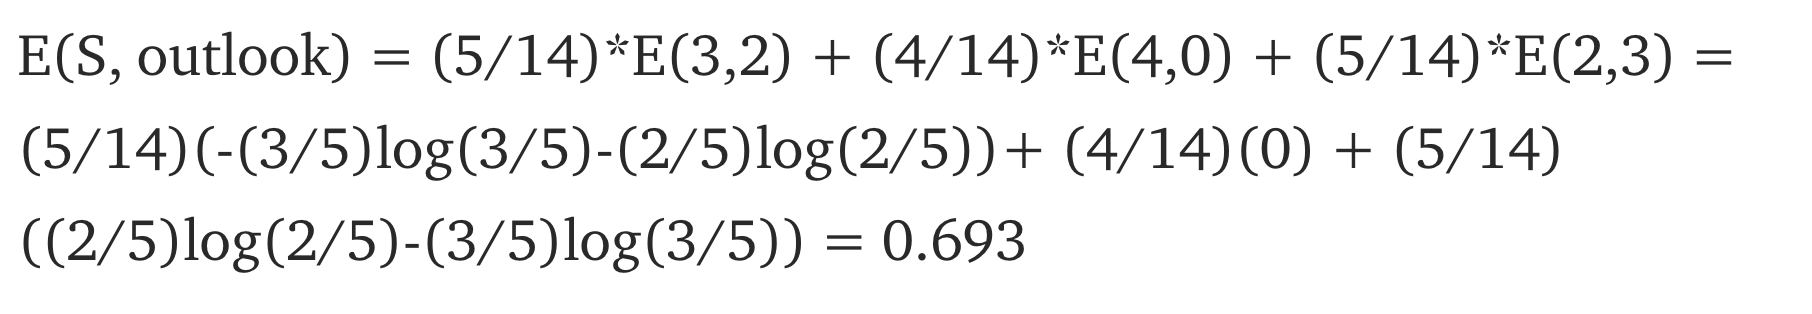 E(S, outlook) = (5/14)*E(3,2) + (4/14)*E(4,0) + (5/14)*E(2,3) =
(5/14)(-(3/5)log(3/5)-(2/5)log(2/5))+ (4/14)(0) + (5/14)
((2/5)log(2/5)-(3/5)log(3/5)) = 0.693